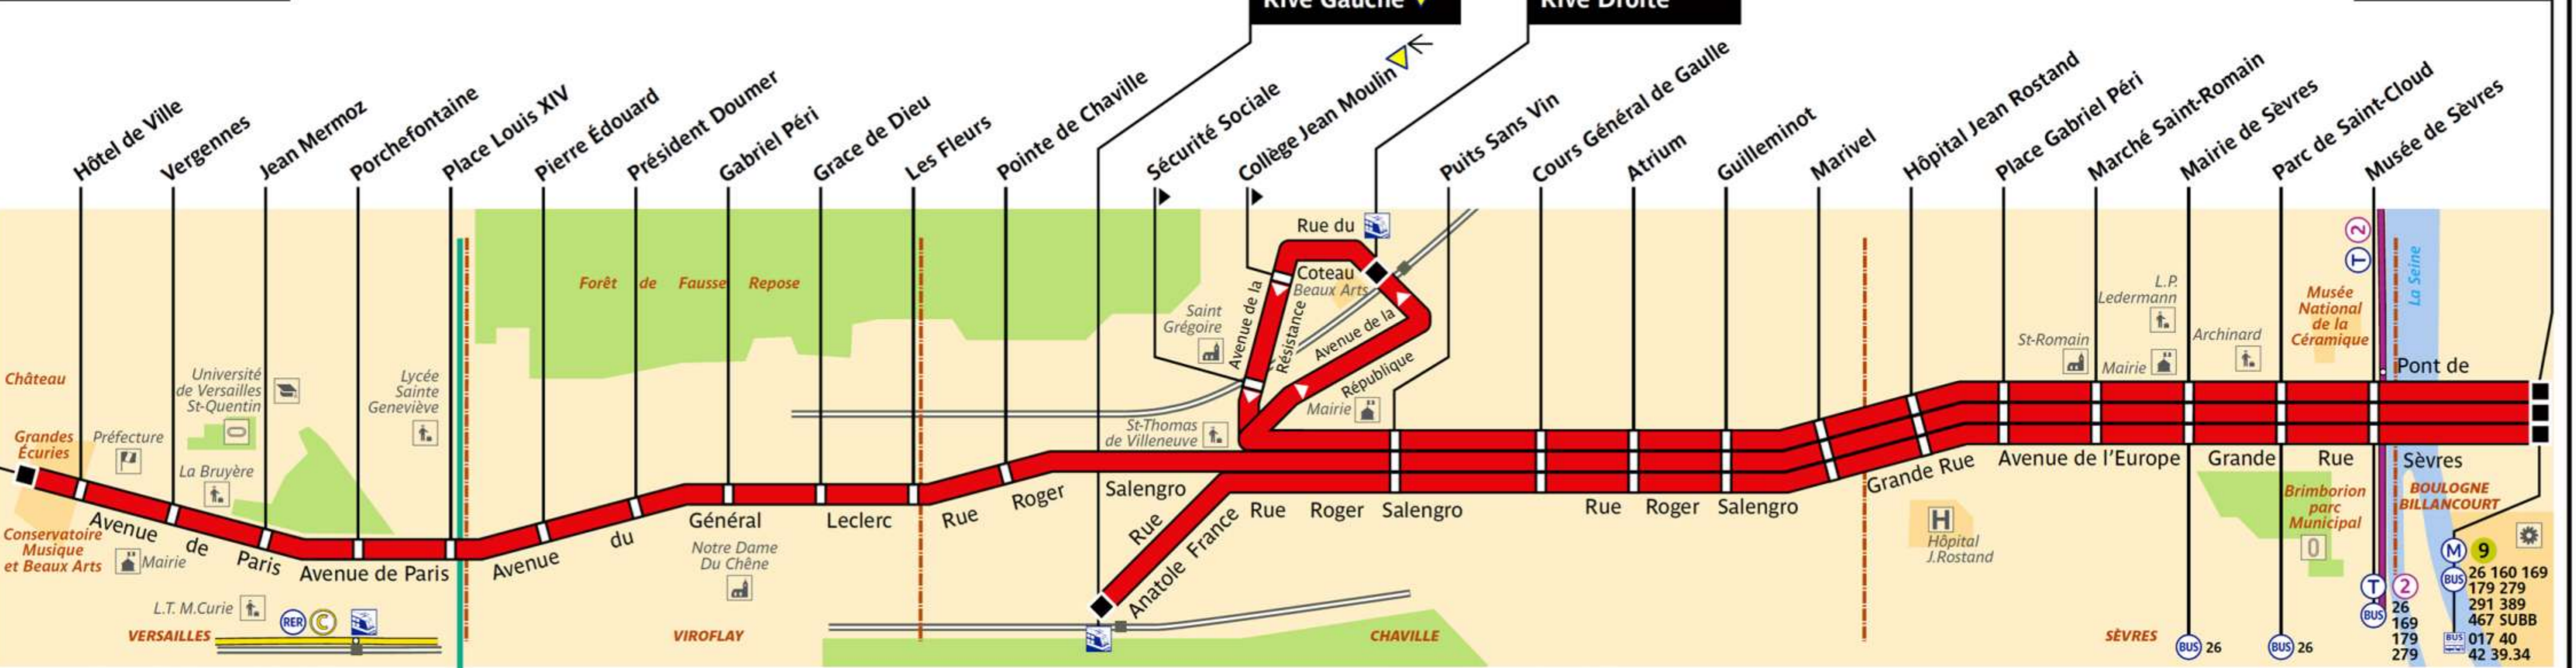 Rive Gauche
Rive Droite
Hôtel de Ville
Vergennes
Jean Mermoz
Porchefontaine
Place Louis XIV
Pierre Édouard
Président Doumer
Gabriel Péri
Grace de Dieu
Les Fleurs
Pointe de Chaville
Sécurité Sociale
Collège Jean Moulin
Puits Sans Vin
Cours Général de Gaulle
Atrium
Guilleminot
Marivel
Hôpital Jean Rostand
Place Gabriel Péri
Marché Saint-Romain
Mairie de Sèvres
Parc de Saint-Cloud
Musée de Sèvres
Château
Grandes
Écuries
Préfecture
Université
de Versailles
St-Quentin
La Bruyère
Lycée
Sainte
Geneviève
Conservatoire
Musique
et Beaux Arts
Mairie
Avenue de Paris
Avenue de Paris
L.T. M.Curie
RER C
VERSAILLES
Forêt de Fausse Repose
Avenue du Général Leclerc
Notre Dame
Du Chêne
VIROFLAY
Rue Roger Salengro
Saint
Grégoire
St-Thomas
de Villeneuve
Rue du
Coteau
Beaux Arts
Avenue de la
Résistance
Avenue de la
République
Mairie
Rue
Anatole France
Rue Roger Salengro
Rue Roger Salengro
CHAVILLE
Grande Rue
H
Hôpital
J.Rostand
St-Romain
L.P.
Ledermann
Mairie
Archinard
Avenue de l'Europe
Grande Rue
SÈVRES
BUS 26
BUS 26
2
T
Musée
National
de la
Céramique
La Seine
Pont de
Sèvres
Brimborion
parc
Municipal
BOULOGNE
BILLANCOURT
T 2
BUS 26
169
179
279
M 9
BUS 26 160 169
179 279
291 389
467 SUBB
BUS 017 40
42 39.34